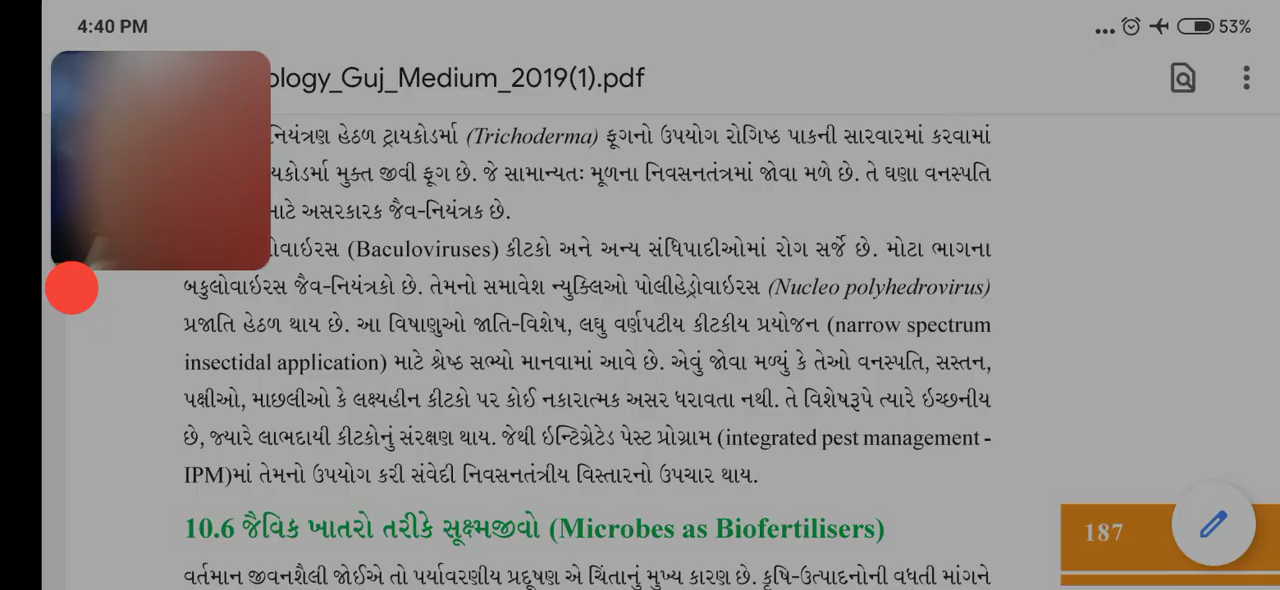 4:40 PM
53%
ology_Guj_Medium_2019(1).pdf
નિયંત્રણ હેઠળ ટ્રાયકોડર્મા (Trichoderma) ફૂગનો ઉપયોગ રોગિષ્ઠ પાકની સારવારમાં કરવામાં
યકોડર્મા મુક્ત જીવી ફૂગ છે. જે સામાન્યતઃ મૂળના નિવસનતંત્રમાં જોવા મળે છે. તે ઘણા વનસ્પતિ
માટે અસરકારક જૈવ-નિયંત્રક છે.
ોવાઇરસ (Baculoviruses) કીટકો અને અન્ય સંધિપાદીઓમાં રોગ સર્જે છે. મોટા ભાગના
બકુલોવાઇરસ જૈવ-નિયંત્રકો છે. તેમનો સમાવેશ ન્યુક્લિઓ પોલીહેડ્રોવાઇરસ (Nucleo polyhedrovirus)
પ્રજાતિ હેઠળ થાય છે. આ વિષાણુઓ જાતિ-વિશેષ, લઘુ વર્ણપટીય કીટકીય પ્રયોજન (narrow spectrum
insectidal application) માટે શ્રેષ્ઠ સભ્યો માનવામાં આવે છે. એવું જોવા મળ્યું કે તેઓ વનસ્પતિ, સસ્તન,
પક્ષીઓ, માછલીઓ કે લક્ષ્યહીન કીટકો પર કોઈ નકારાત્મક અસર ધરાવતા નથી. તે વિશેષરૂપે ત્યારે ઇચ્છનીય
છે, જ્યારે લાભદાયી કીટકોનું સંરક્ષણ થાય. જેથી ઇન્ટિગ્રેટેડ પેસ્ટ પ્રોગ્રામ (integrated pest management -
IPM)માં તેમનો ઉપયોગ કરી સંવેદી નિવસનતંત્રીય વિસ્તારનો ઉપચાર થાય.
10.6 જૈવિક ખાતરો તરીકે સૂક્ષ્મજીવો (Microbes as Biofertilisers)
187
વર્તમાન જીવનશૈલી જોઈએ તો પર્યાવરણીય પ્રદૂષણ એ ચિંતાનું મુખ્ય કારણ છે. કૃષિ-ઉત્પાદનોની વધતી માંગને